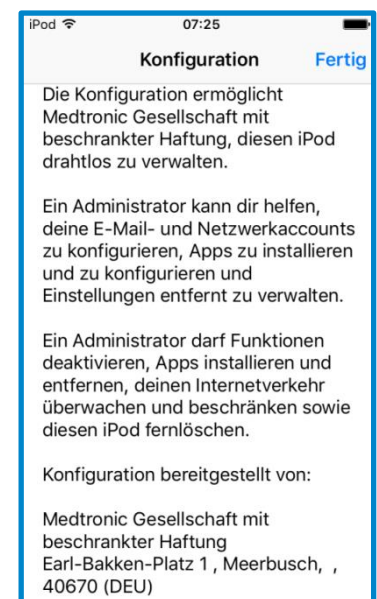 iPod 07:25
Konfiguration Fertig
Die Konfiguration ermöglicht
Medtronic Gesellschaft mit
beschrankter Haftung, diesen iPod
drahtlos zu verwalten.
Ein Administrator kann dir helfen,
deine E-Mail- und Netzwerkaccounts
zu konfigurieren, Apps zu installieren
und zu konfigurieren und
Einstellungen entfernt zu verwalten.
Ein Administrator darf Funktionen
deaktivieren, Apps installieren und
entfernen, deinen Internetverkehr
überwachen und beschränken sowie
diesen iPod fernlöschen.
Konfiguration bereitgestellt von:
Medtronic Gesellschaft mit
beschrankter Haftung
Earl-Bakken-Platz 1 , Meerbusch, ,
40670 (DEU)